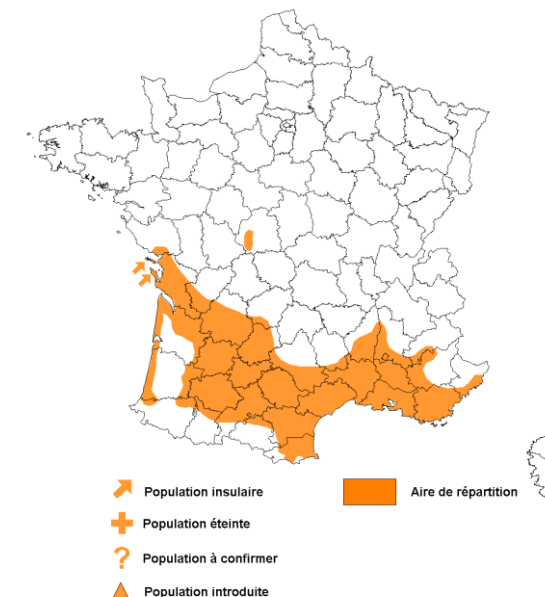 Population insulaire
Aire de répartition
Population éteinte
? Population à confirmer
Population introduite